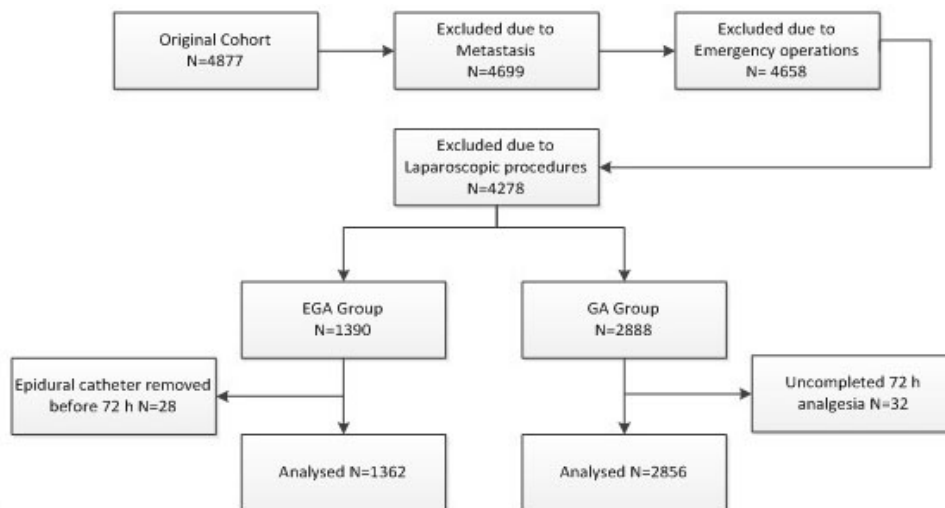 Original Cohort
N=4877
Excluded due to
Metastasis
N=4699
Excluded due to
Emergency operations
N= 4658
Excluded due to
Laparoscopic procedures
N=4278
EGA Group
N=1390
GA Group
N=2888
Epidural catheter removed
before 72 h N=28
Uncompleted 72 h
analgesia N=32
Analysed N=1362
Analysed N=2856